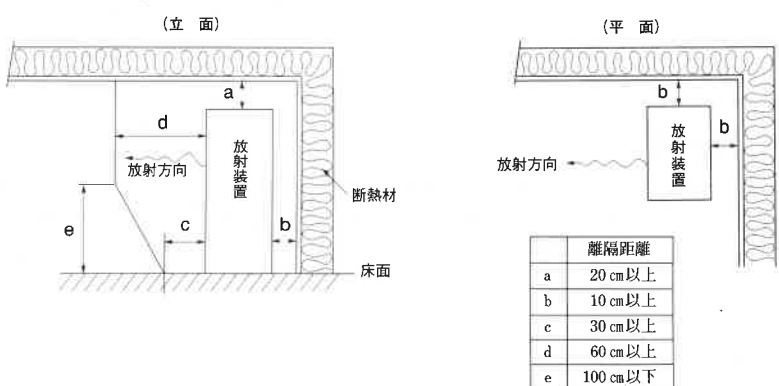 （立　面）
a
d
放射装置
放射方向
断熱材
e
c
b
床面
（平　面）
b
放射装置
b
放射方向
離隔距離
a 20 ㎝以上
b 10 ㎝以上
c 30 ㎝以上
d 60 ㎝以上
e 100 ㎝以下